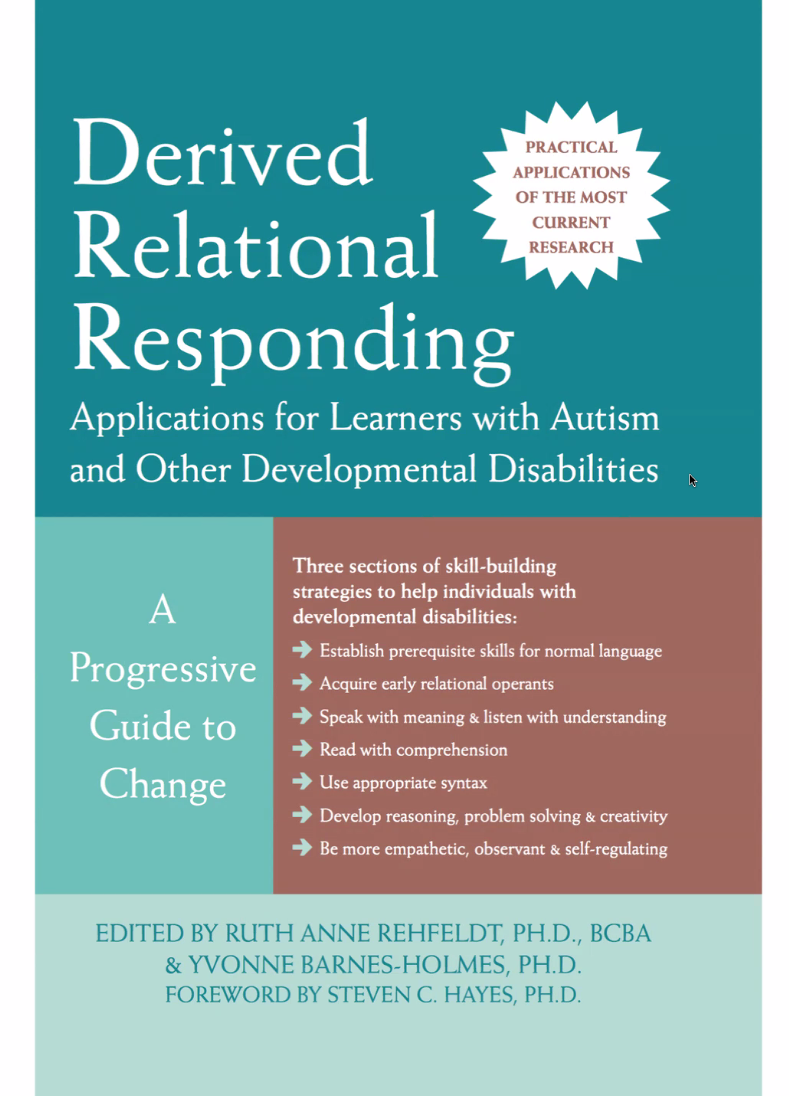 Derived
Relational
Responding
PRACTICAL
APPLICATIONS
OF THE MOST
CURRENT
RESEARCH
Applications for Learners with Autism
and Other Developmental Disabilities
A
Progressive
Guide to
Change
Three sections of skill-building
strategies to help individuals with
developmental disabilities:
Establish prerequisite skills for normal language
Acquire early relational operants
Speak with meaning & listen with understanding
Read with comprehension
Use appropriate syntax
Develop reasoning, problem solving & creativity
Be more empathetic, observant & self-regulating
EDITED BY RUTH ANNE REHFELDT, PH.D., BCBA
& YVONNE BARNES-HOLMES, PH.D.
FOREWORD BY STEVEN C. HAYES, PH.D.